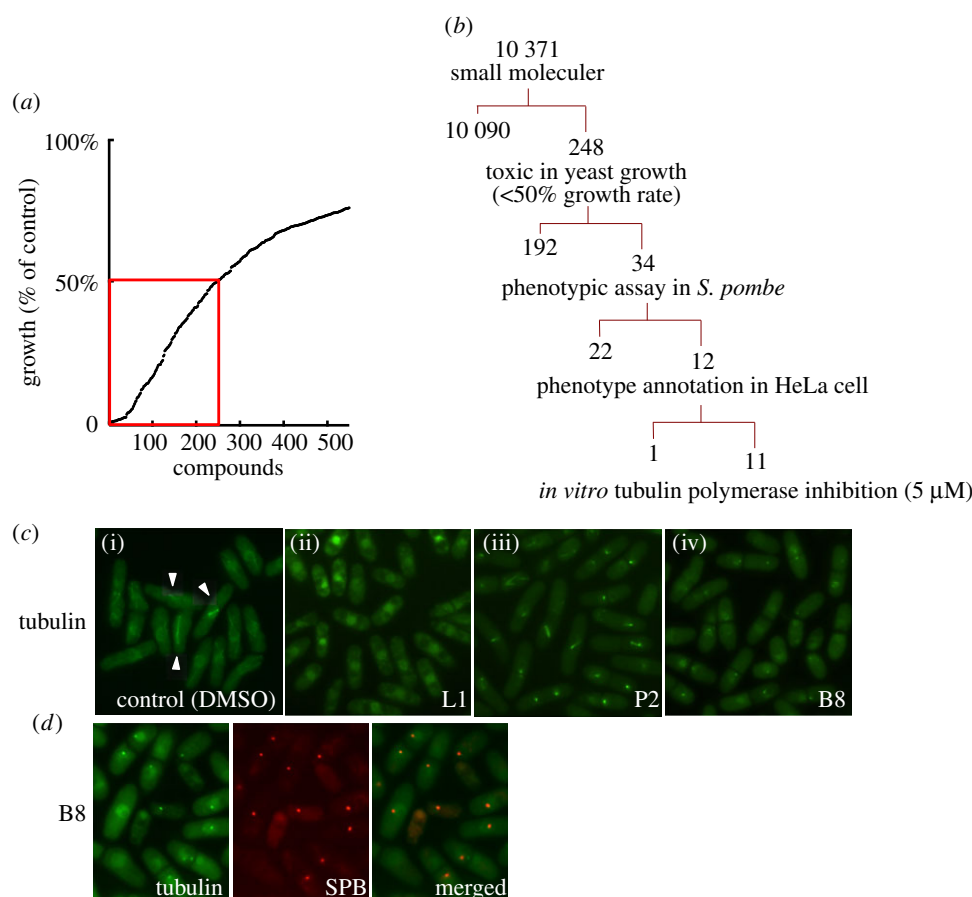 (a)
100%
50%
0
growth (% of control)
100 200 300 400 500
compounds
(b)
10 371
small moleculer
10 090
248
toxic in yeast growth
(<50% growth rate)
192
34
phenotypic assay in S. pombe
22
12
phenotype annotation in HeLa cell
1
11
in vitro tubulin polymerase inhibition (5 µM)
(c)
tubulin
(i)
control (DMSO)
(ii)
L1
(iii)
P2
(iv)
B8
(d)
B8
tubulin
SPB
merged